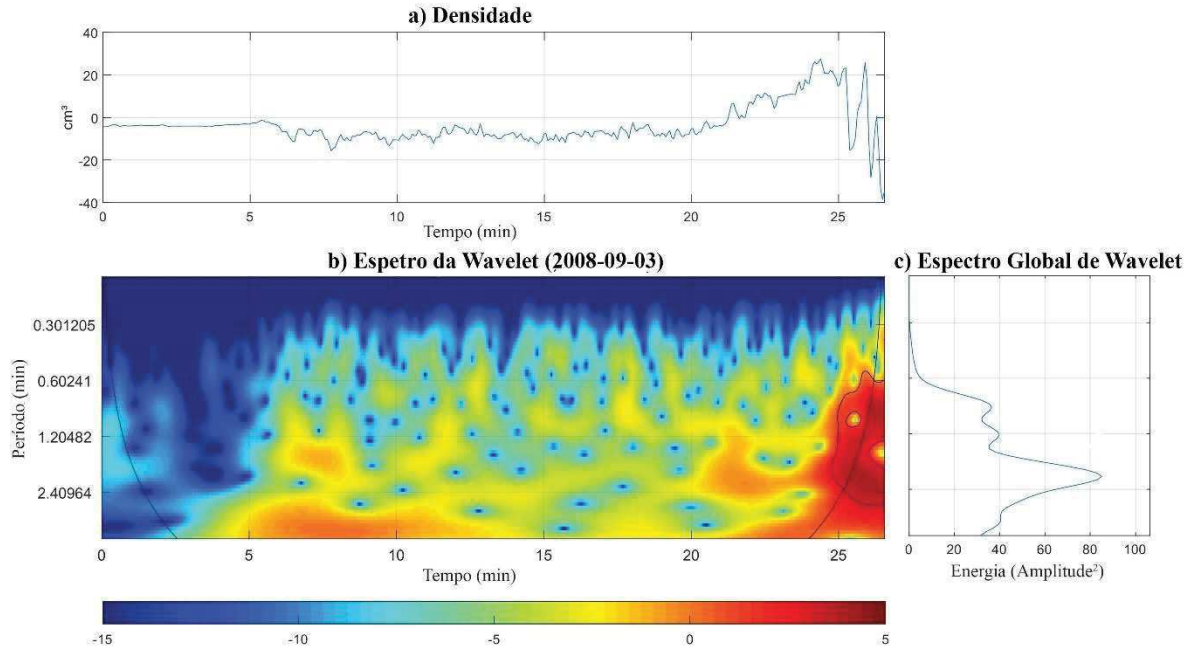 a) Densidade
40
20
0
-20
-40
cm³
0 5 10 15 20 25
Tempo (min)
b) Espetro da Wavelet (2008-09-03)
0.301205
0.60241
1.20482
2.40964
Período (min)
0 5 10 15 20 25
Tempo (min)
c) Espectro Global de Wavelet
0 20 40 60 80 100
Energia (Amplitude²)
-15 -10 -5 0 5